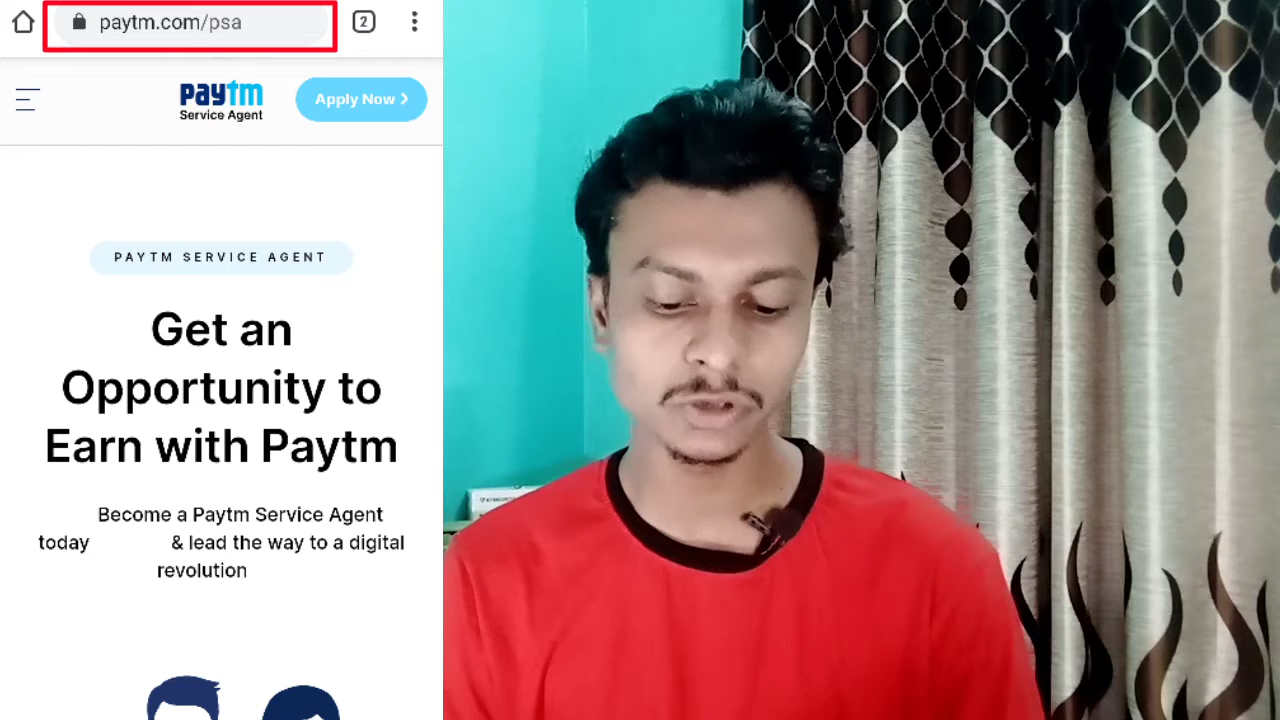 paytm.com/psa
2
paytm
Service Agent
Apply Now
PAYTM SERVICE AGENT
Get an
Opportunity to
Earn with Paytm
Become a Paytm Service Agent
today & lead the way to a digital
revolution